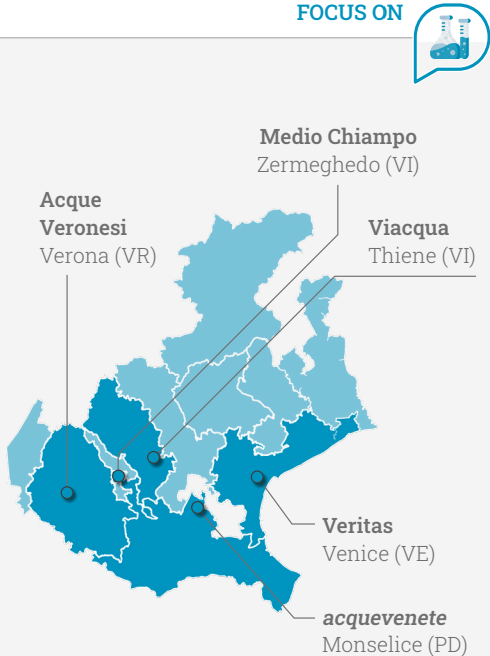 FOCUS ON
Medio Chiampo
Zermeghedo (VI)
Acque
Veronesi
Verona (VR)
Viacqua
Thiene (VI)
Veritas
Venice (VE)
acquevenete
Monselice (PD)